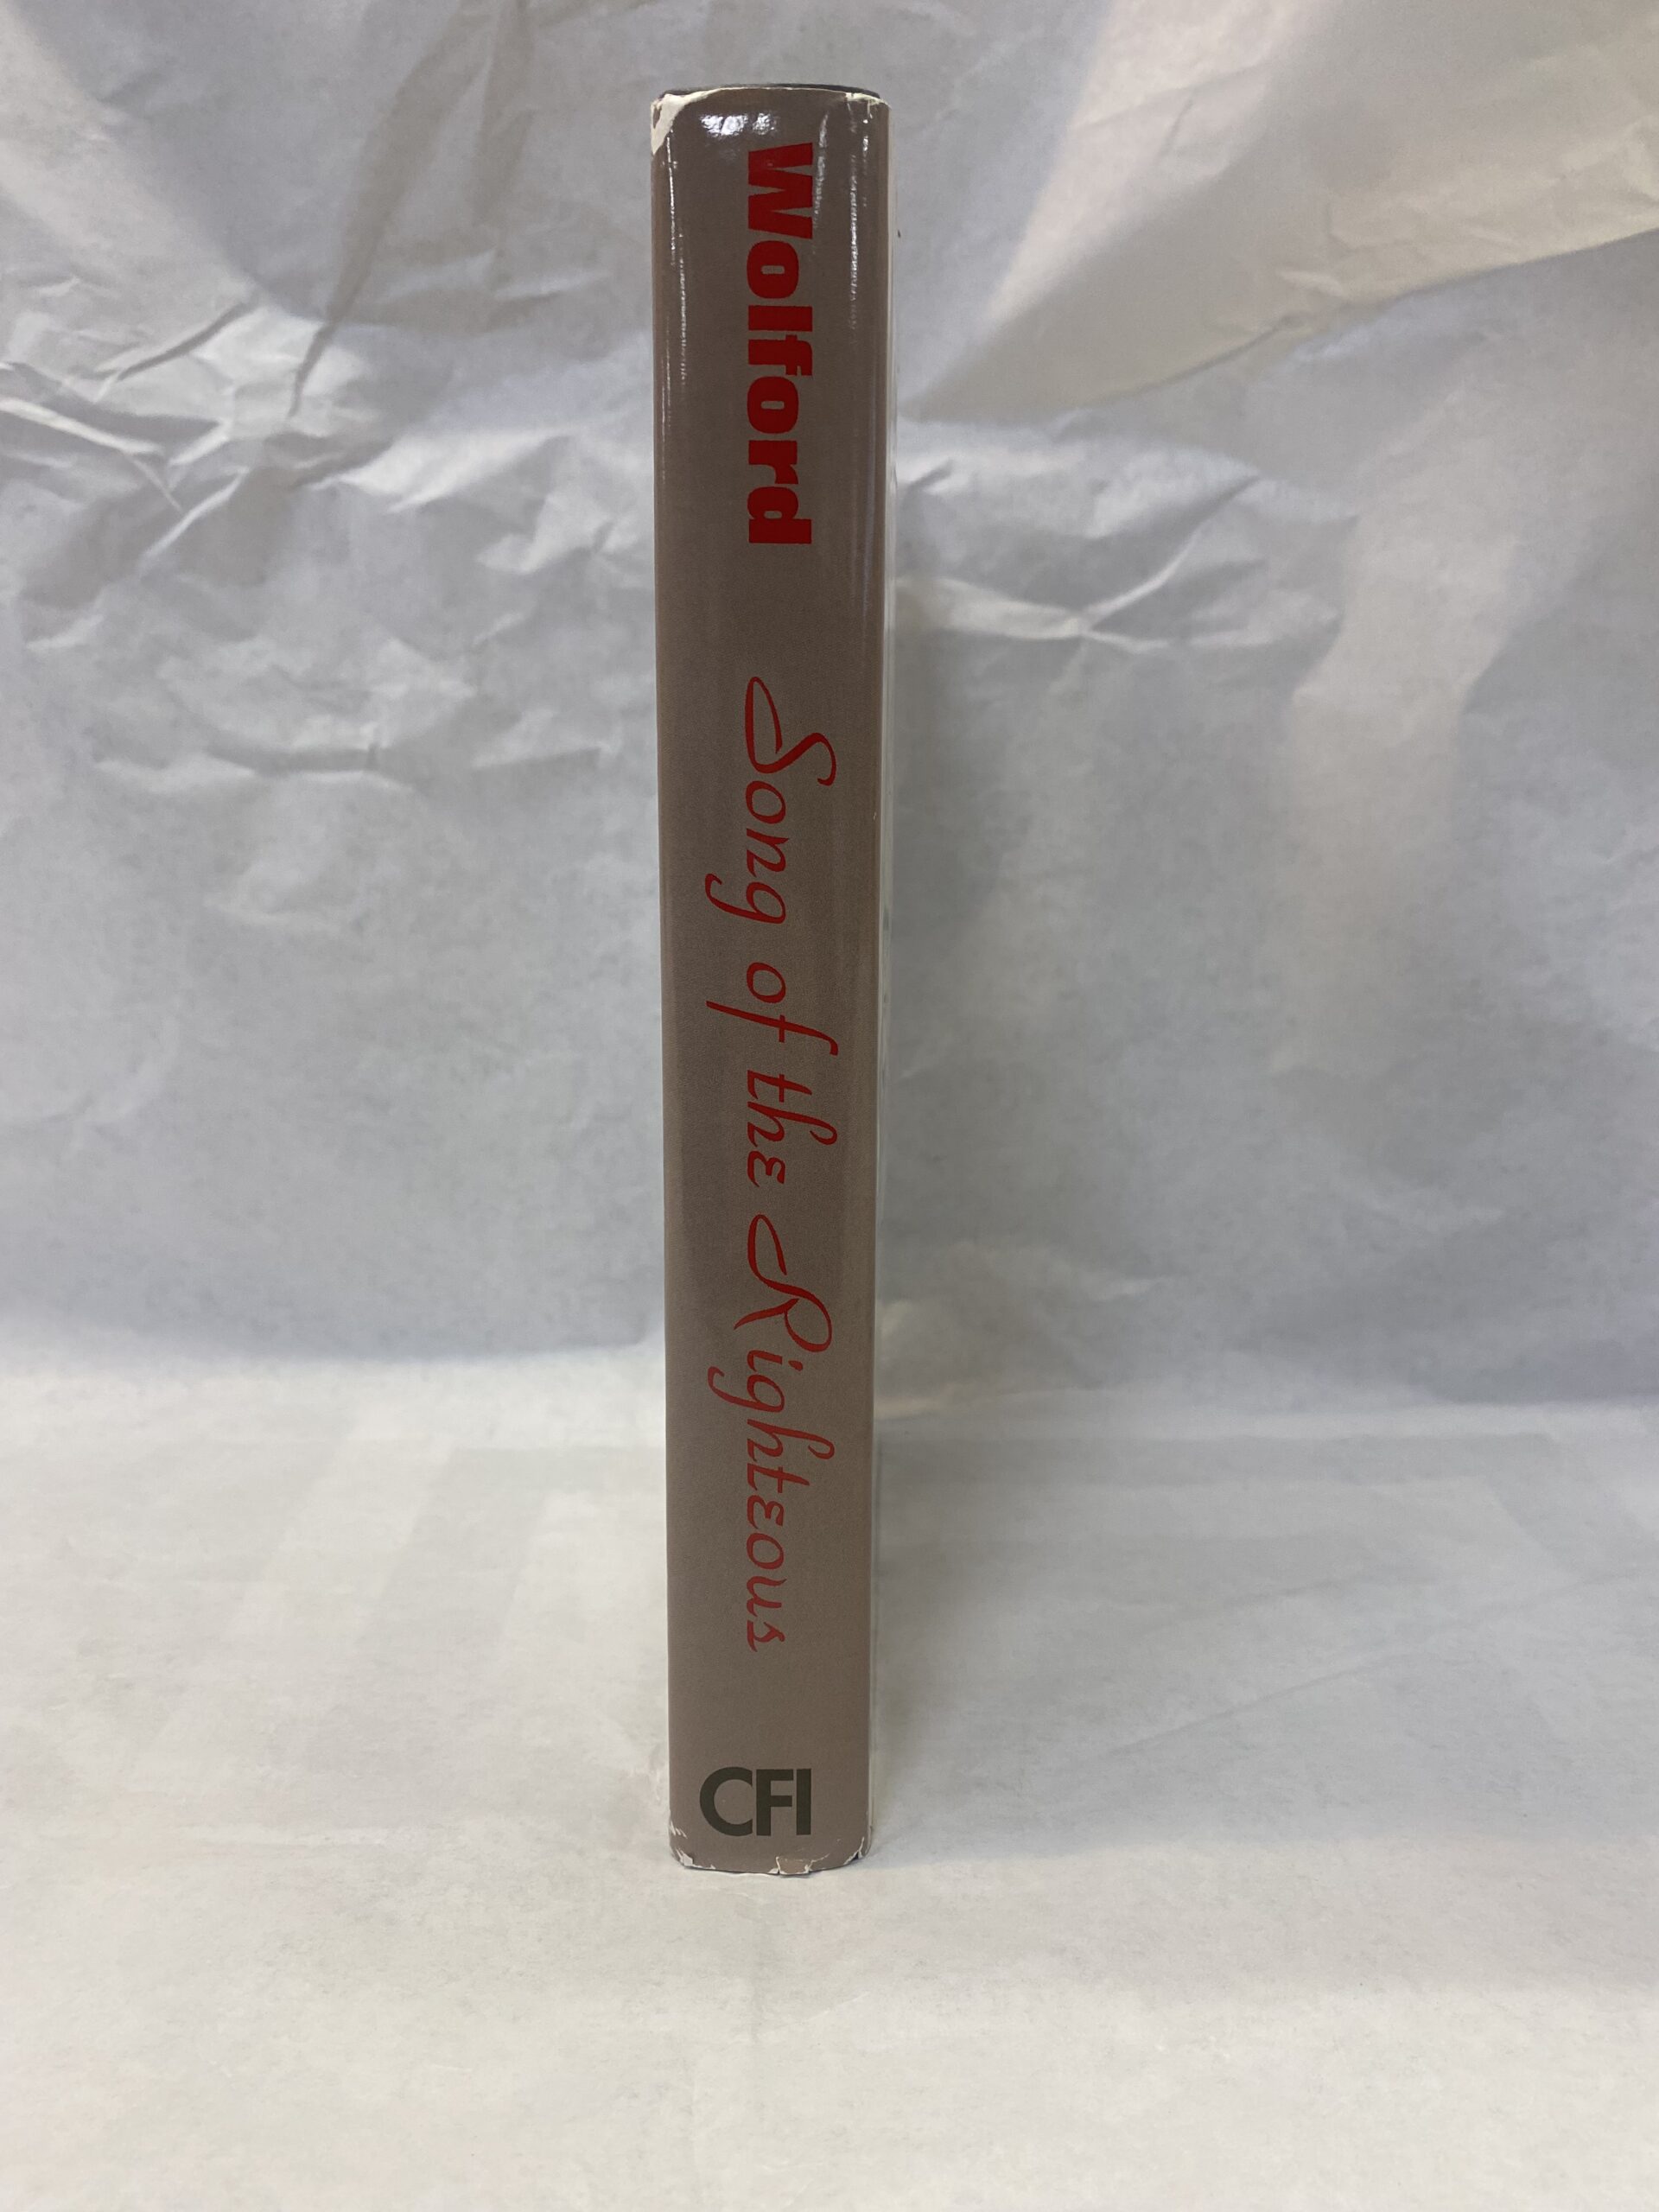 Wolford
Song of the Righteous
CFI